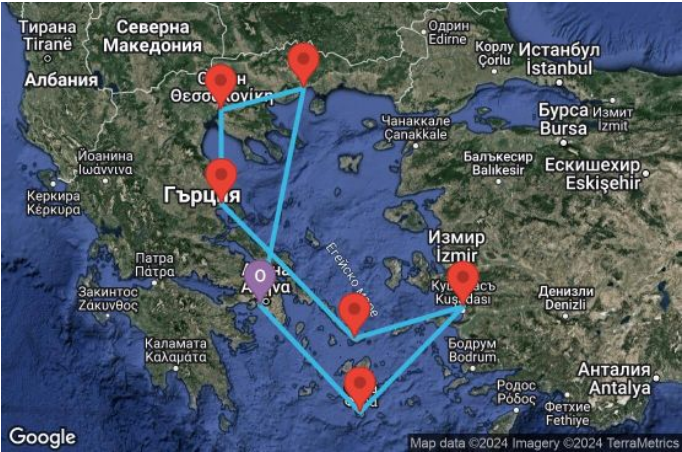 Тирана
Tiranë
Северна
Македония
Албания
Одрин
Edirne
Корлу
Çorlu
Истанбул
İstanbul
Θεσσαλονίκη
Чанаккале
Çanakkale
Бурса
Bursa
Измит
İzmit
Йоанина
Ιωάννινα
Балъкесир
Balıkesir
Ескишехир
Eskişehir
Керкира
Κέρκυρα
Гърция
Егейско море
Измир
İzmir
Патра
Πάτρα
Αθήνα
O
Kuşadası
Закинтос
Ζάκυνθος
Денизли
Denizli
Каламата
Καλαμάτα
Бодрум
Bodrum
Анталия
Antalya
Родос
Ρόδος
Фетхие
Fethiye
Google
Map data ©2024 Imagery ©2024 TerraMetrics